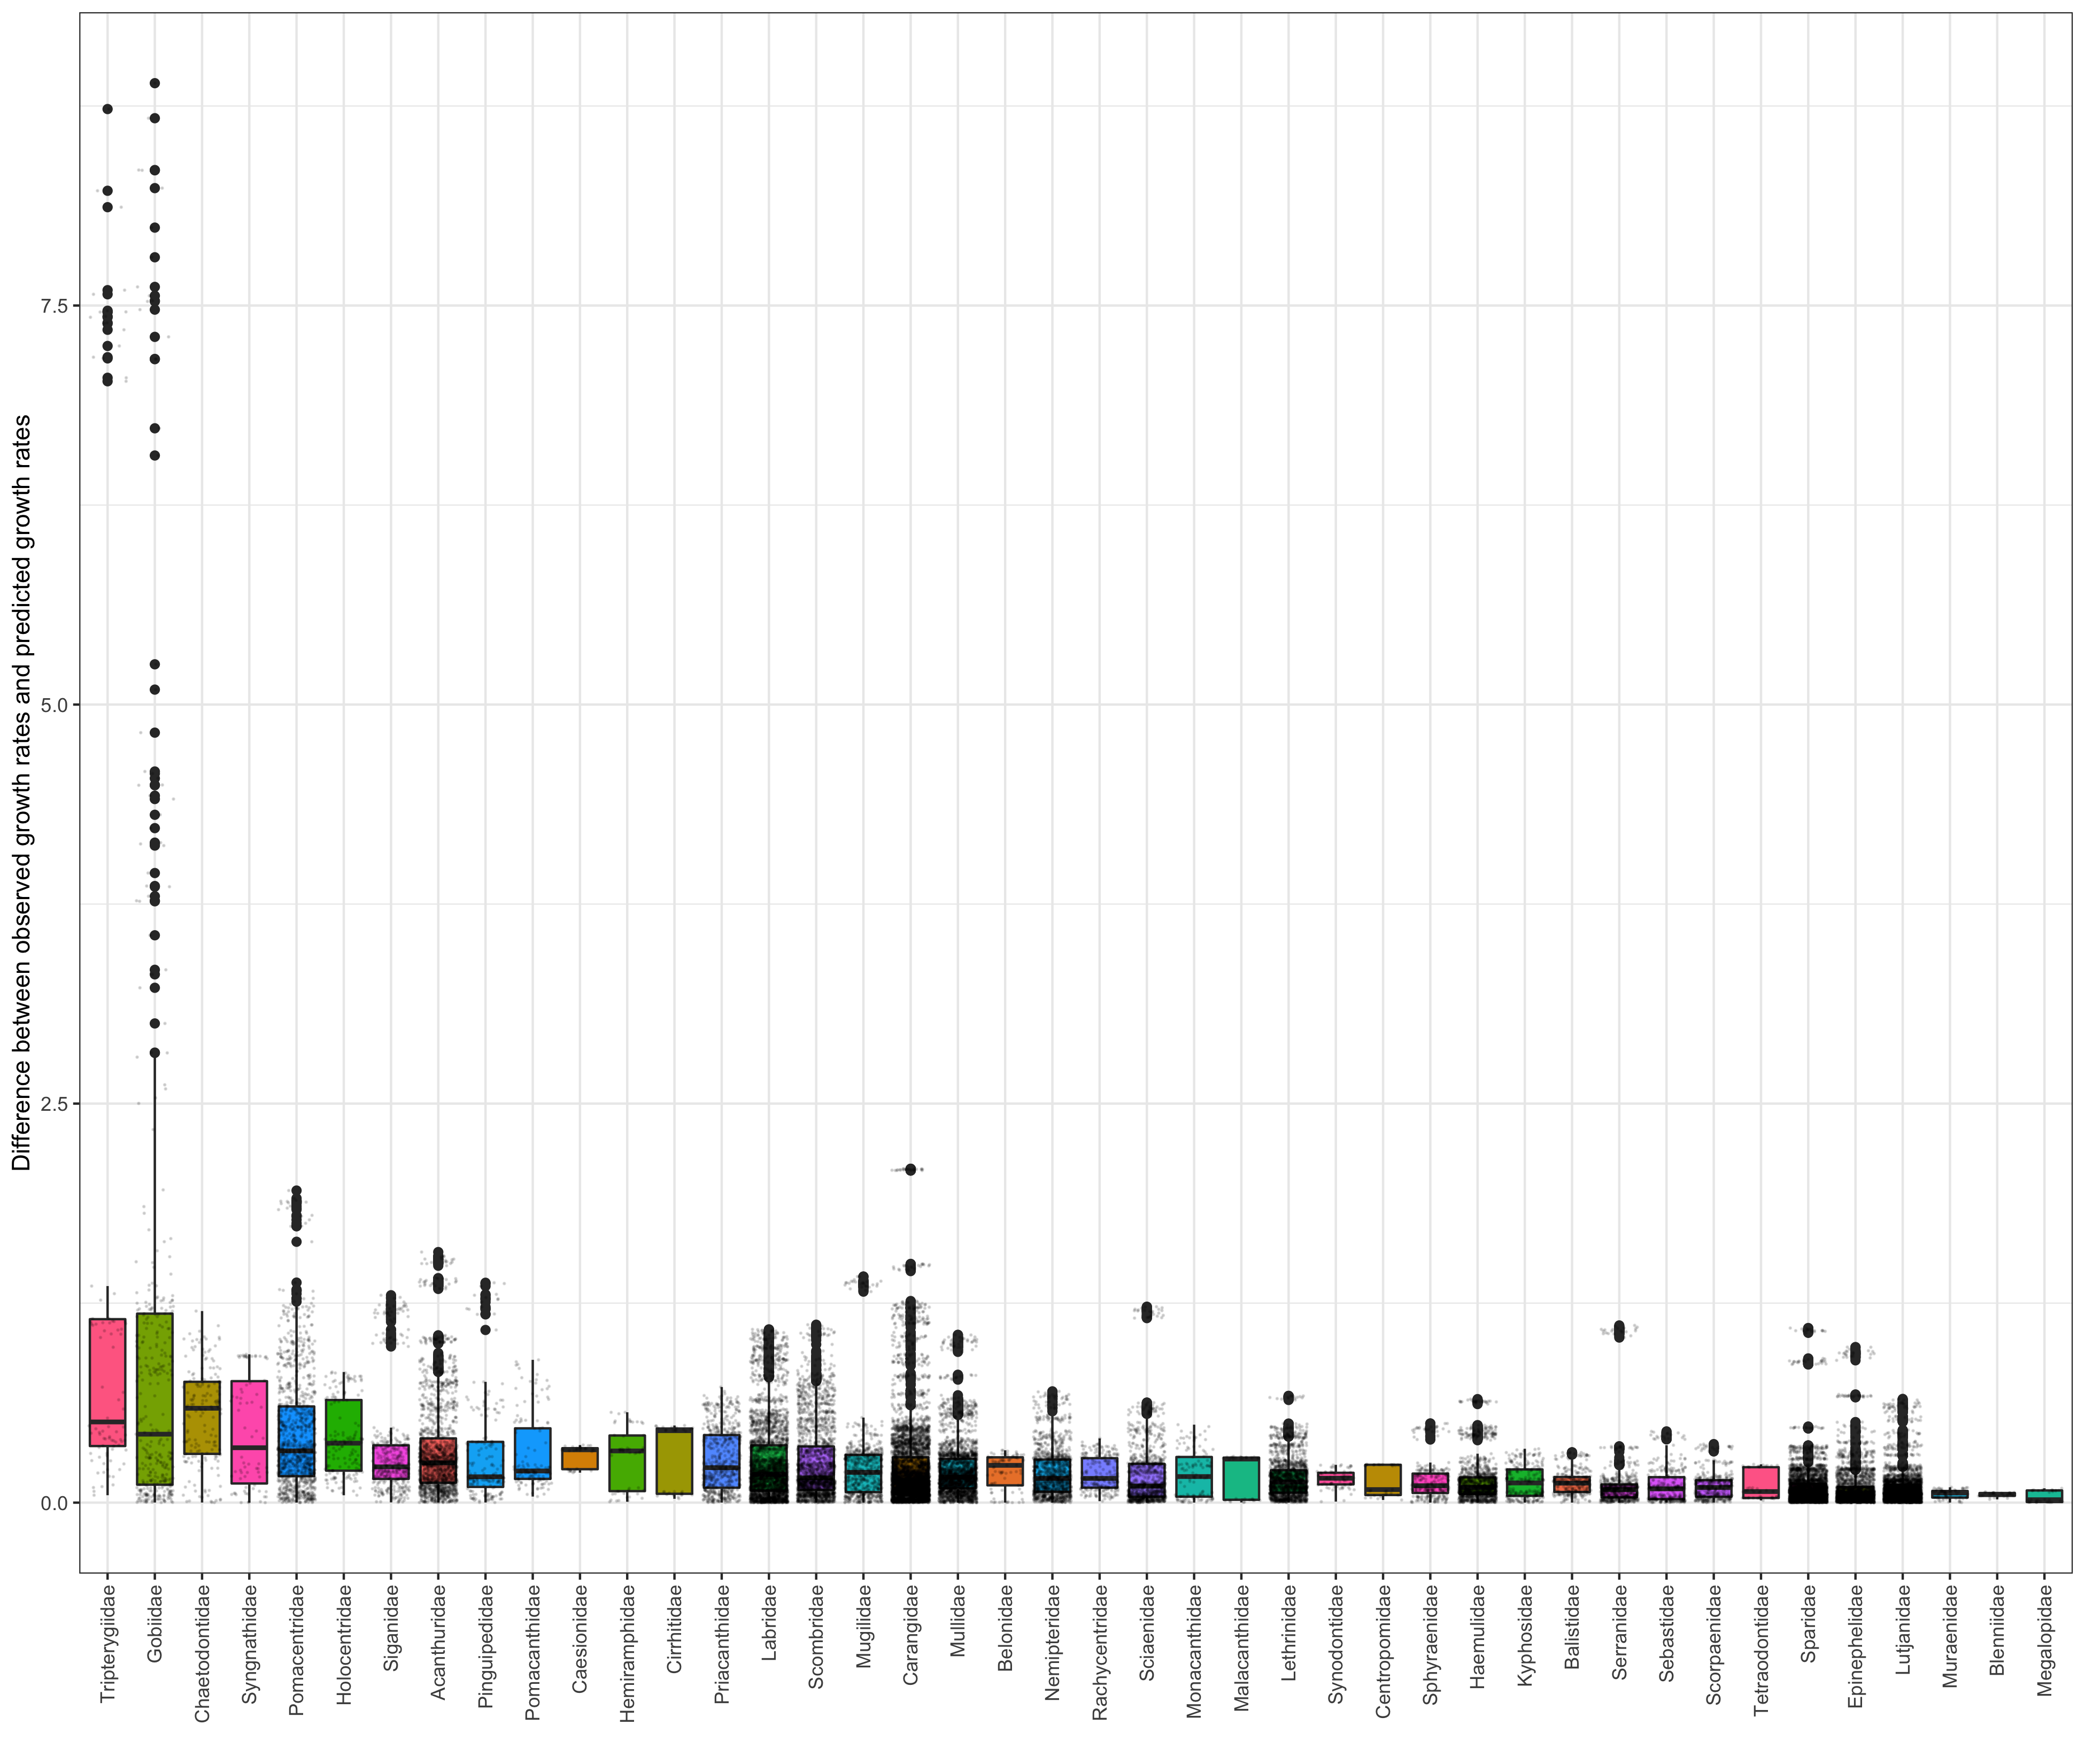 Difference between observed growth rates and predicted growth rates
7.5
5.0
2.5
0.0
Tripterygiidae
Gobiidae
Chaetodontidae
Syngnathidae
Pomacentridae
Holocentridae
Siganidae
Acanthuridae
Pinguipedidae
Pomacanthidae
Caesionidae
Hemiramphidae
Cirrhitidae
Priacanthidae
Labridae
Scombridae
Mugilidae
Carangidae
Mullidae
Belonidae
Nemipteridae
Rachycentridae
Sciaenidae
Monacanthidae
Malacanthidae
Lethrinidae
Synodontidae
Centropomidae
Sphyraenidae
Haemulidae
Kyphosidae
Balistidae
Serranidae
Sebastidae
Scorpaenidae
Tetraodontidae
Sparidae
Epinephelidae
Lutjanidae
Muraenidae
Blenniidae
Megalopidae